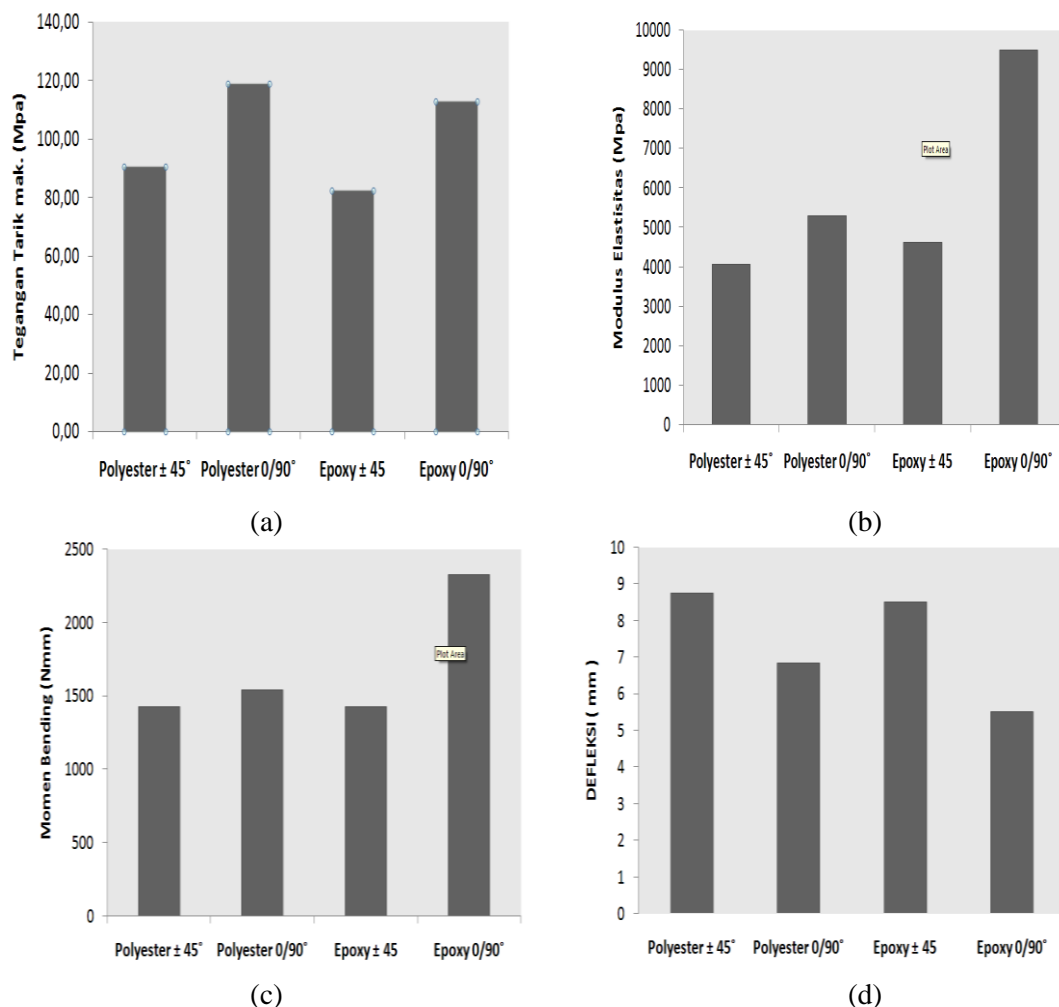 Tegangan Tarik mak. (Mpa)
140,00
120,00
100,00
80,00
60,00
40,00
20,00
0,00
Polyester ± 45˚
Polyester 0/90˚
Epoxy ± 45
Epoxy 0/90˚
(a)
Modulus Elastisitas (Mpa)
10000
9000
8000
7000
6000
5000
4000
3000
2000
1000
0
Plot Area
Polyester ± 45˚
Polyester 0/90˚
Epoxy ± 45
Epoxy 0/90˚
(b)
Momen Bending (Nmm)
2500
2000
1500
1000
500
0
Plot Area
Polyester ± 45˚
Polyester 0/90˚
Epoxy ± 45
Epoxy 0/90˚
(c)
DEFLEKSI ( mm )
10
9
8
7
6
5
4
3
2
1
0
Polyester ± 45˚
Polyester 0/90˚
Epoxy ± 45
Epoxy 0/90˚
(d)